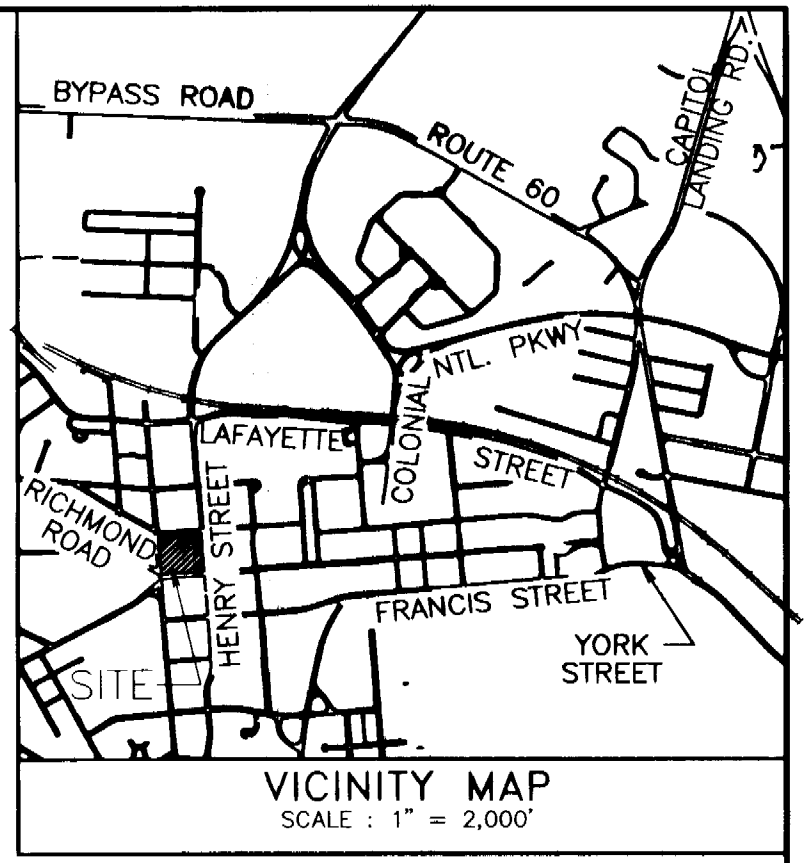 BYPASS ROAD
ROUTE 60
CAPITOL
LANDING RD.
COLONIAL NTL. PKWY
LAFAYETTE STREET
RICHMOND
ROAD
HENRY STREET
FRANCIS STREET
YORK
STREET
SITE
VICINITY MAP
SCALE : 1" = 2,000'